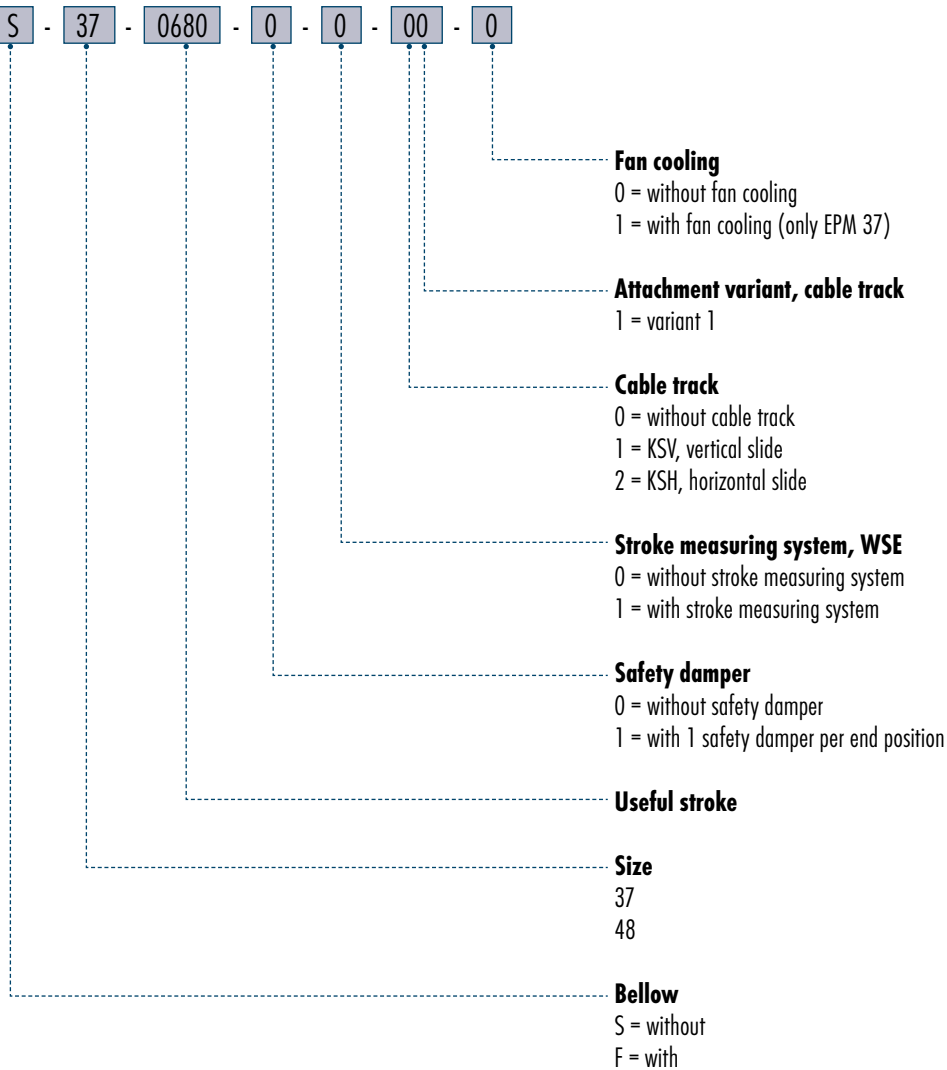 S - 37 - 0680 - 0 - 0 - 00 - 0
Fan cooling
0 = without fan cooling
1 = with fan cooling (only EPM 37)
Attachment variant, cable track
1 = variant 1
Cable track
0 = without cable track
1 = KSV, vertical slide
2 = KSH, horizontal slide
Stroke measuring system, WSE
0 = without stroke measuring system
1 = with stroke measuring system
Safety damper
0 = without safety damper
1 = with 1 safety damper per end position
Useful stroke
Size
37
48
Bellow
S = without
F = with